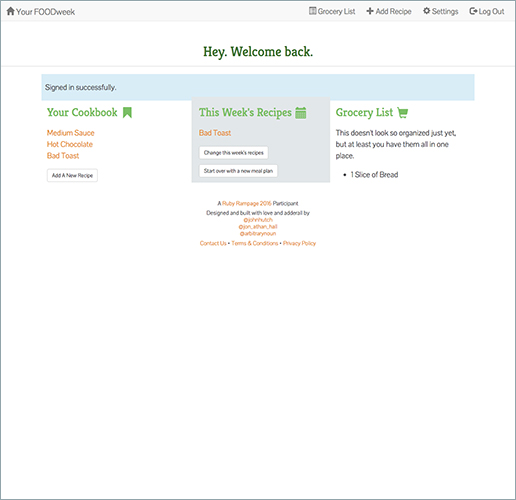 Your FOODweek
Grocery List
Add Recipe
Settings
Log Out
Hey. Welcome back.
Signed in successfully.
Your Cookbook
Medium Sauce
Hot Chocolate
Bad Toast
Add A New Recipe
This Week's Recipes
Bad Toast
Change this week's recipes
Start over with a new meal plan
Grocery List
This doesn't look so organized just yet,
but at least you have them all in one
place.
• 1 Slice of Bread
A Ruby Rampage 2016 Participant
Designed and built with love and adderall by
@johnhutch
@jon_athan_hall
@arbitrarynoun
Contact Us • Terms & Conditions • Privacy Policy